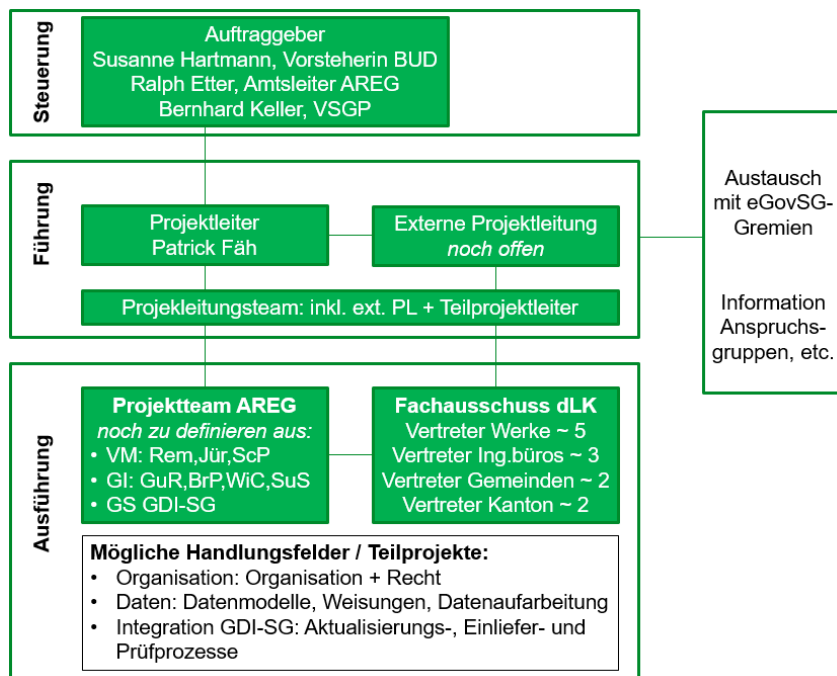 Steuerung
Auftraggeber
Susanne Hartmann, Vorsteherin BUD
Ralph Etter, Amtsleiter AREG
Bernhard Keller, VSGP
Führung
Projektleiter
Patrick Fäh
Externe Projektleitung
noch offen
Projekleitungsteam: inkl. ext. PL + Teilprojektleiter
Austausch
mit eGovSG-
Gremien
Information
Anspruchs-
gruppen, etc.
Ausführung
Projektteam AREG
noch zu definieren aus:
• VM: Rem,Jür,ScP
• GI: GuR,BrP,WiC,SuS
• GS GDI-SG
Fachausschuss dLK
Vertreter Werke ~ 5
Vertreter Ing.büros ~ 3
Vertreter Gemeinden ~ 2
Vertreter Kanton ~ 2
Mögliche Handlungsfelder / Teilprojekte:
• Organisation: Organisation + Recht
• Daten: Datenmodelle, Weisungen, Datenaufarbeitung
• Integration GDI-SG: Aktualisierungs-, Einliefer- und
Prüfprozesse